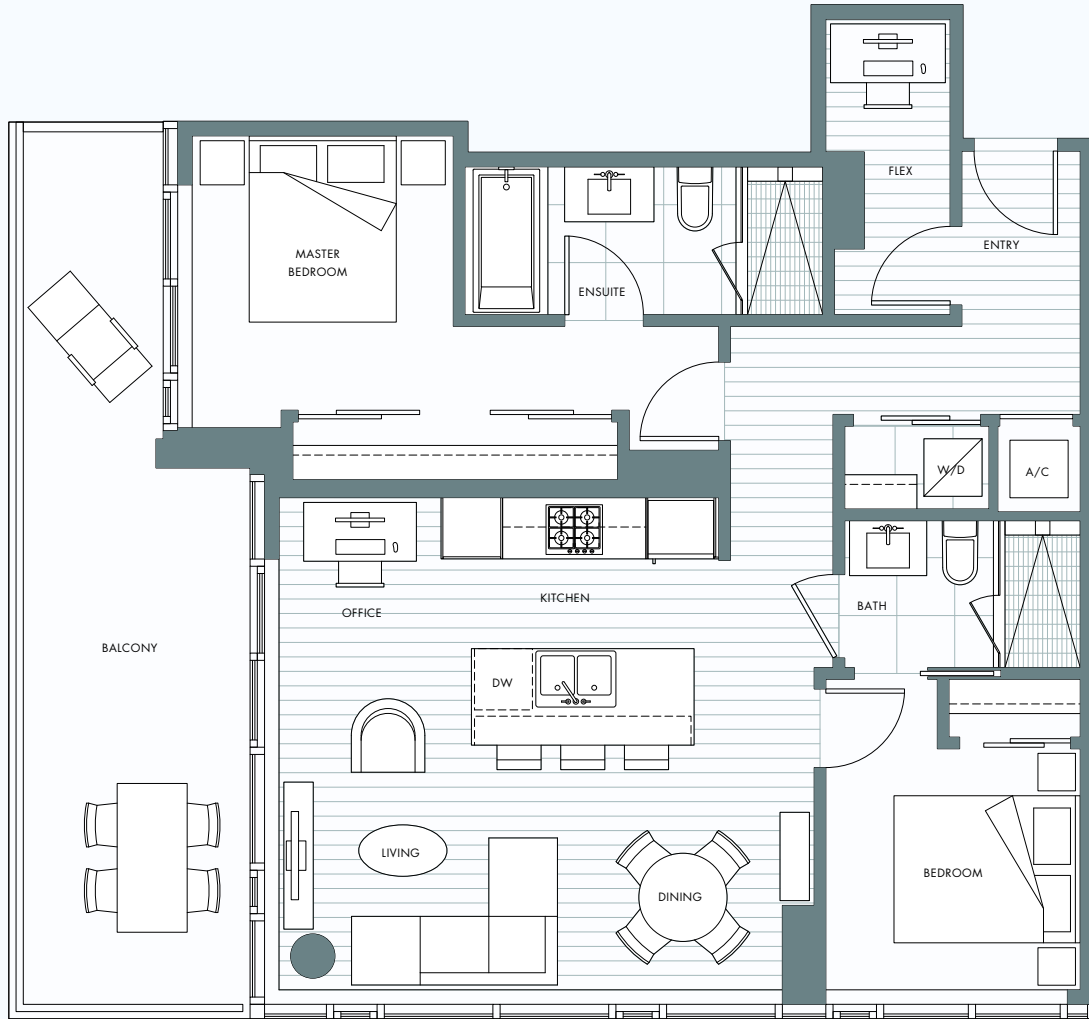 FLEX
ENTRY
MASTER
BEDROOM
ENSUITE
W/D
A/C
KITCHEN
OFFICE
BATH
BALCONY
DW
LIVING
DINING
BEDROOM